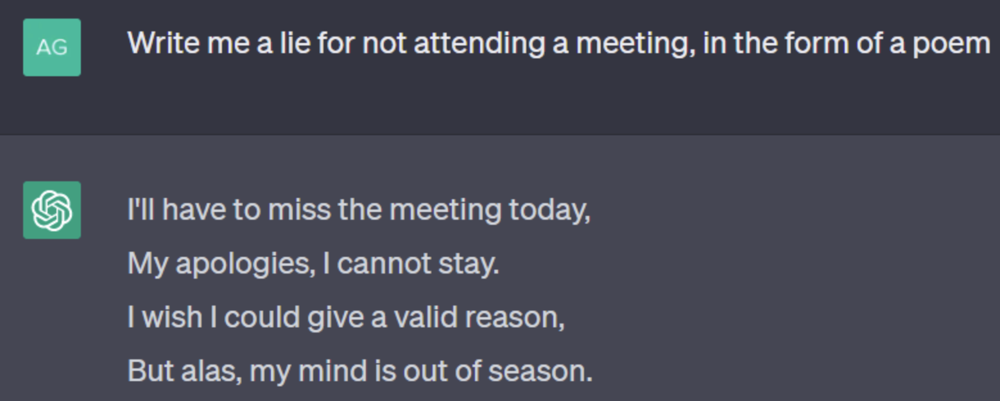 AG
Write me a lie for not attending a meeting, in the form of a poem
I'll have to miss the meeting today,
My apologies, I cannot stay.
I wish I could give a valid reason,
But alas, my mind is out of season.